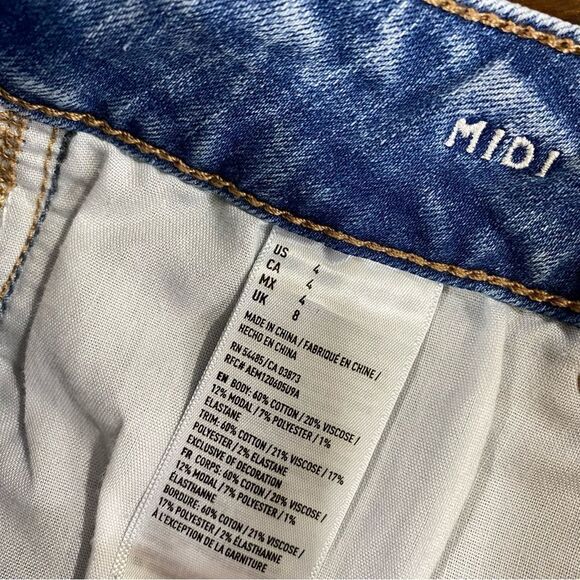 MIDI
US 4
CA 4
MX 4
UK 8
MADE IN CHINA / FABRIQUÉ EN CHINE /
HECHO EN CHINA
RN 54485 / CA 03873
RFC# AEM120605U9A
EN BODY: 60% COTTON / 20% VISCOSE /
12% MODAL / 7% POLYESTER / 1%
ELASTANE
TRIM: 60% COTTON / 21% VISCOSE / 17%
POLYESTER / 2% ELASTANE
EXCLUSIVE OF DECORATION
FR CORPS: 60% COTON / 20% VISCOSE /
12% MODAL / 7% POLYESTER / 1%
ÉLASTHANNE
BORDURE: 60% COTON / 21% VISCOSE /
17% POLYESTER / 2% ÉLASTHANNE
À L'EXCEPTION DE LA GARNITURE